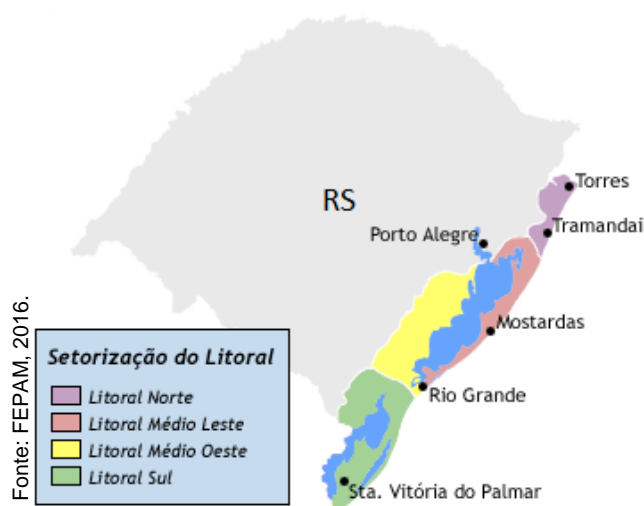 Torres
RS
Tramandai
Porto Alegre
Mostardas
Rio Grande
Sta. Vitória do Palmar
Setorização do Litoral
Litoral Norte
Litoral Médio Leste
Litoral Médio Oeste
Litoral Sul
Fonte: FEPAM, 2016.